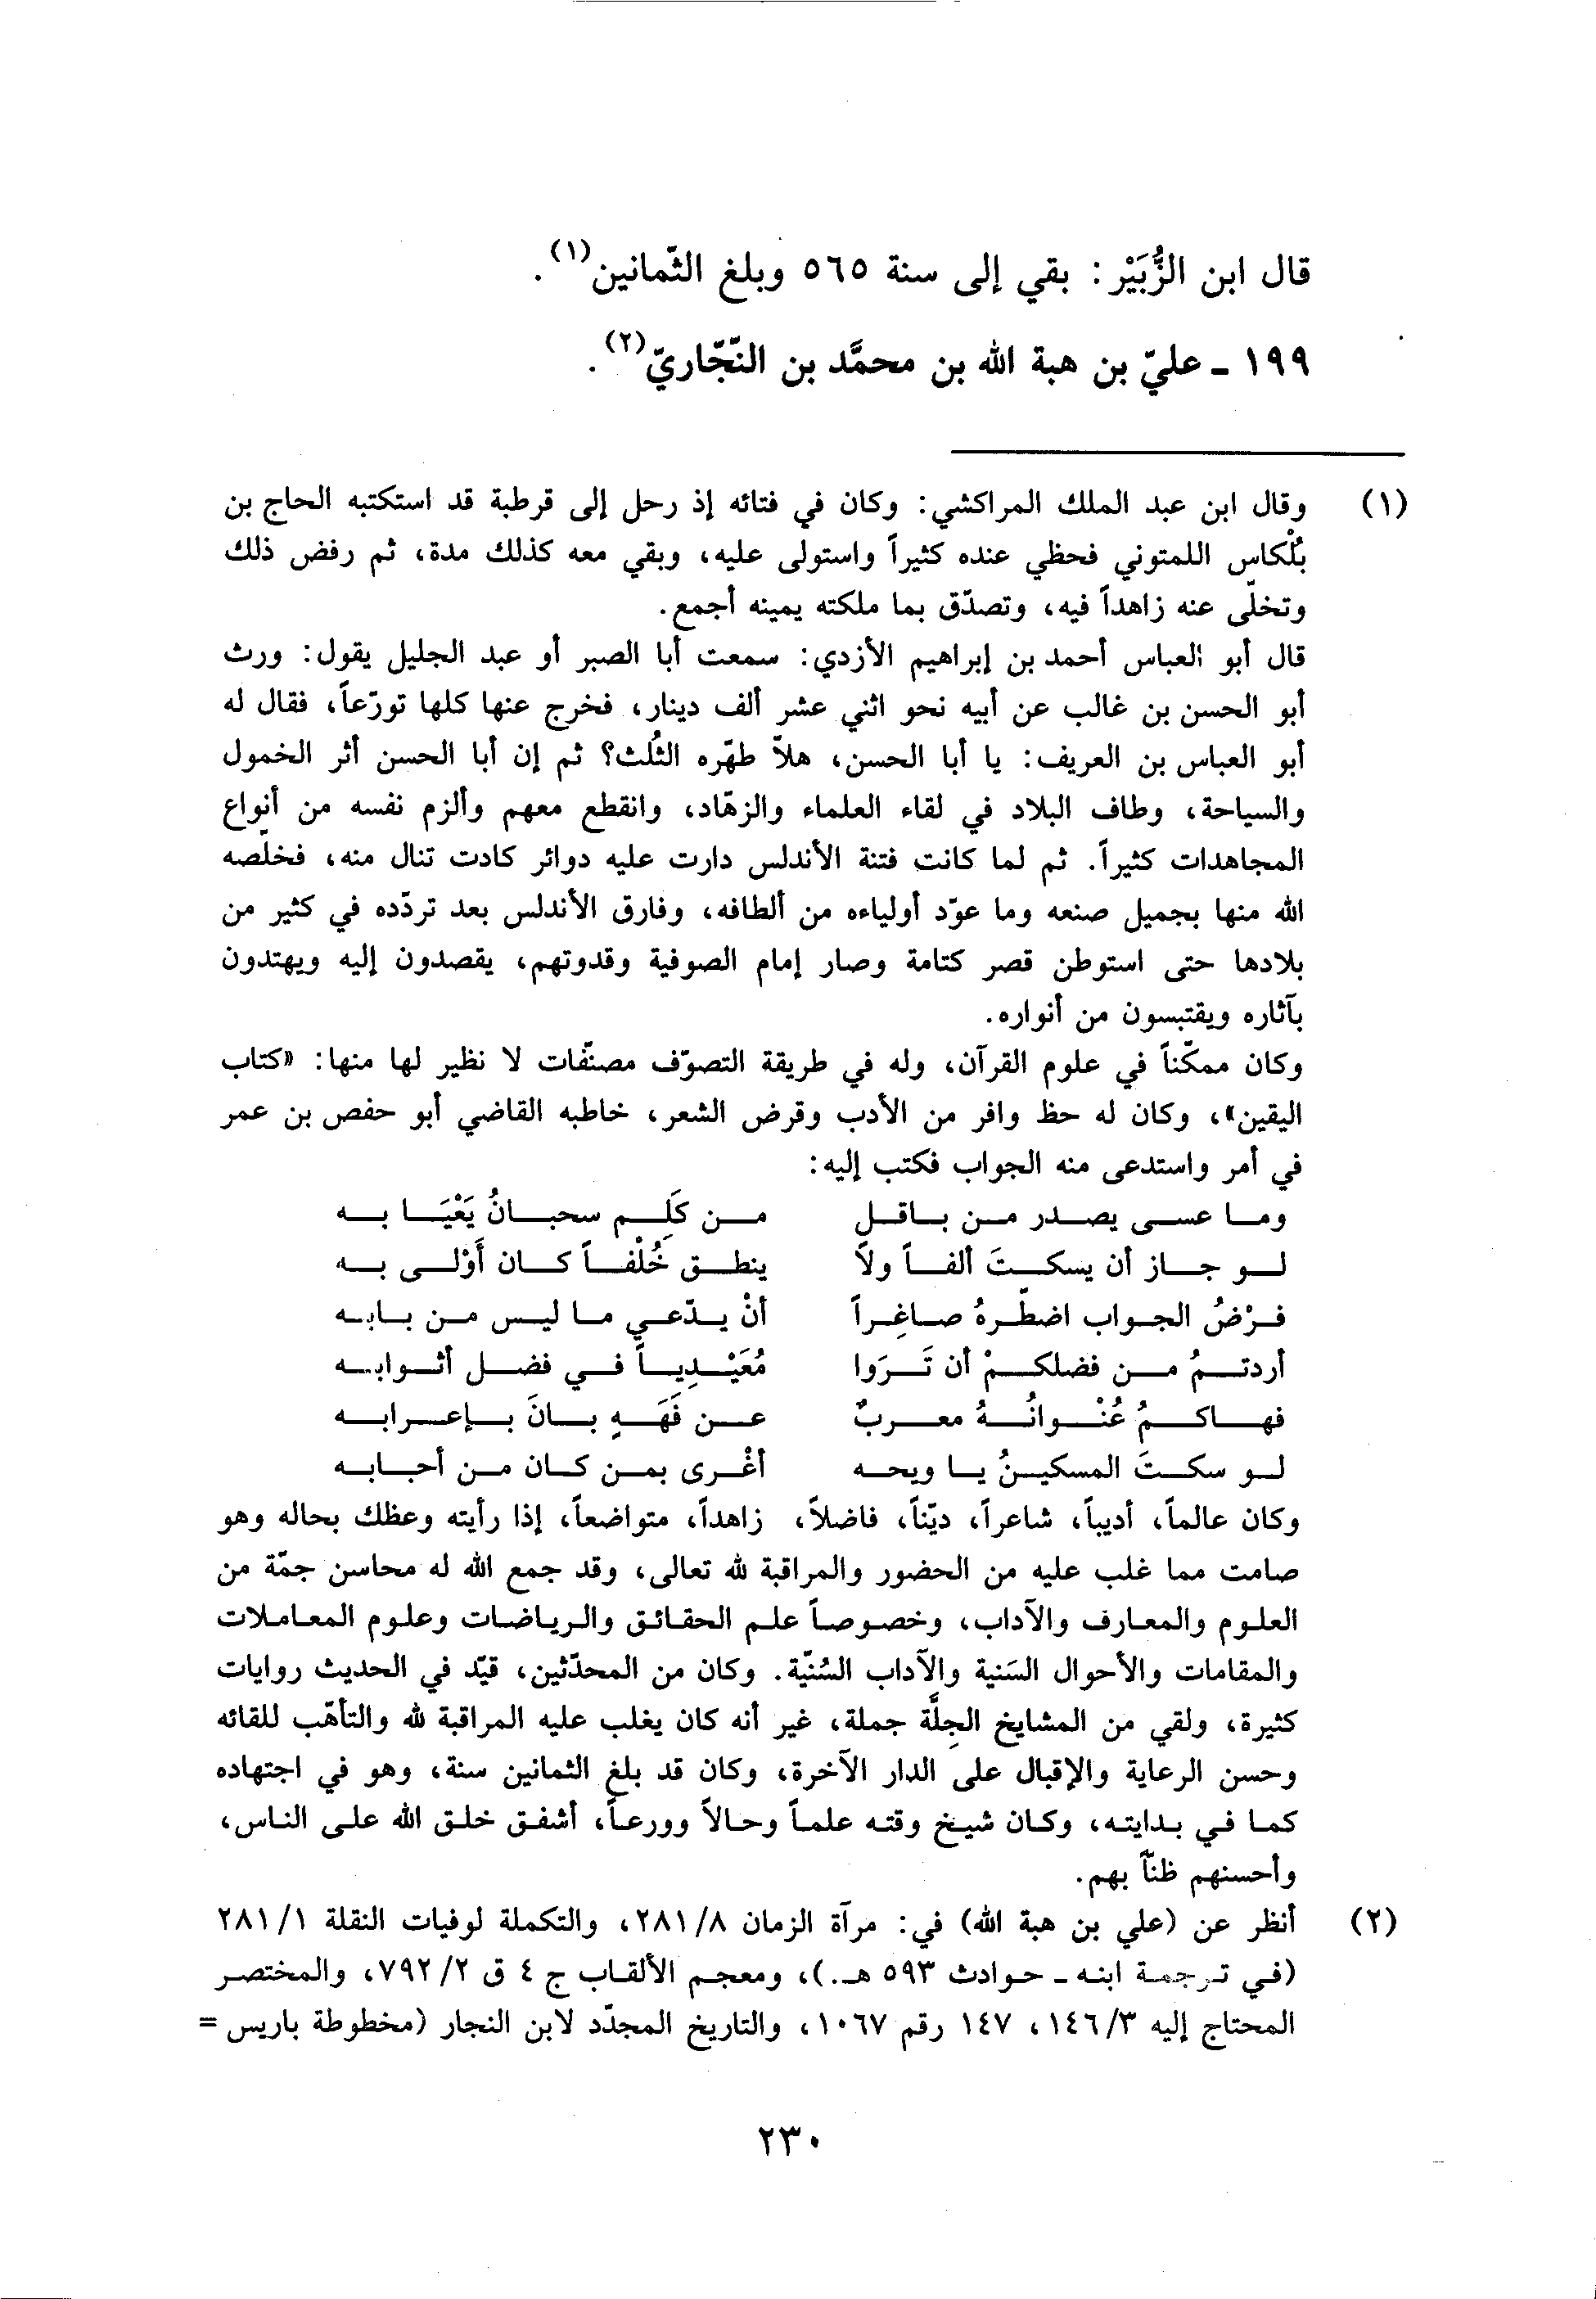 قال ابن الزُّبَيْر: بقي إلى سنة ٥٦٥ وبلغ الثّمانين(١).
١٩٩ - عليّ بن هبة الله بن محمَّد بن النّجّاريّ(٢).
(١) وقال ابن عبد الملك المراكشي: وكان في فتائه إذ رحل إلى قرطبة قد استكتبه الحاج بن
بُلْكاس اللمتوني فحظي عنده كثيراً واستولى عليه، وبقي معه كذلك مدة، ثم رفض ذلك
وتخلّى عنه زاهداً فيه، وتصدّق بما ملكته يمينه أجمع.
قال أبو العباس أحمد بن إبراهيم الأزدي: سمعت أبا الصبر أو عبد الجليل يقول: ورث
أبو الحسن بن غالب عن أبيه نحو اثني عشر ألف دينار، فخرج عنها كلها تورّعاً، فقال له
أبو العباس بن العريف: يا أبا الحسن، هلاّ طهّره الثُلث؟ ثم إن أبا الحسن أثر الخمول
والسياحة، وطاف البلاد في لقاء العلماء والزهّاد، وانقطع معهم وألزم نفسه من أنواع
المجاهدات كثيراً. ثم لما كانت فتنة الأندلس دارت عليه دوائر كادت تنال منه، فخلّصه
الله منها بجميل صنعه وما عوّد أولياءه من ألطافه، وفارق الأندلس بعد تردّده في كثير من
بلادها حتى استوطن قصر كتامة وصار إمام الصوفية وقدوتهم، يقصدون إليه ويهتدون
بآثاره ويقتبسون من أنواره.
وكان ممكّناً في علوم القرآن، وله في طريقة التصوّف مصنّفات لا نظير لها منها: «كتاب
اليقين»، وكان له حظ وافر من الأدب وقرض الشعر، خاطبه القاضي أبو حفص بن عمر
في أمر واستدعى منه الجواب فكتب إليه:
وما عسى يصدر من باقل من كَلِم سحبانُ يَعْيَا به
لو جاز أن يسكتَ ألفاً ولاَ ينطق خُلْفاً كان أَوْلى به
فرْضُ الجواب اضطّرهُ صاغِراً أنْ يدّعي ما ليس من بابه
أردتمُ من فضلكمْ أن تَرَوا مُعَيْدِياً في فضل أثوابه
فهاكمُ عُنْوانُهُ معربٌ عن فَهَهٍ بانَ بإعرابه
لو سكتَ المسكينُ يا ويحه أغْرى بمن كان من أحبابه
وكان عالماً، أديباً، شاعراً، ديّناً، فاضلاً، زاهداً، متواضعاً، إذا رأيته وعظك بحاله وهو
صامت مما غلب عليه من الحضور والمراقبة لله تعالى، وقد جمع الله له محاسن جمّة من
العلوم والمعارف والآداب، وخصوصاً علم الحقائق والرياضات وعلوم المعاملات
والمقامات والأحوال السَنية والآداب السُنّية. وكان من المحدّثين، قيّد في الحديث روايات
كثيرة، ولقي من المشايخ الجِلَّة جملة، غير أنه كان يغلب عليه المراقبة لله والتأهّب للقائه
وحسن الرعاية والإقبال على الدار الآخرة، وكان قد بلغ الثمانين سنة، وهو في اجتهاده
كما في بدايته، وكان شيخ وقته علماً وحالاً وورعاً، أشفق خلق الله على الناس،
وأحسنهم ظنّاً بهم.
(٢) أنظر عن (علي بن هبة الله) في: مرآة الزمان ٢٨١/٨، والتكملة لوفيات النقلة ٢٨١/١
(في ترجمة ابنه - حوادث ٥٩٣ هـ.)، ومعجم الألقاب ج ٤ ق ٧٩٢/٢، والمختصر
المحتاج إليه ١٤٦/٣، ١٤٧ رقم ١٠٦٧، والتاريخ المجدّد لابن النجار (مخطوطة باريس =
٢٣٠